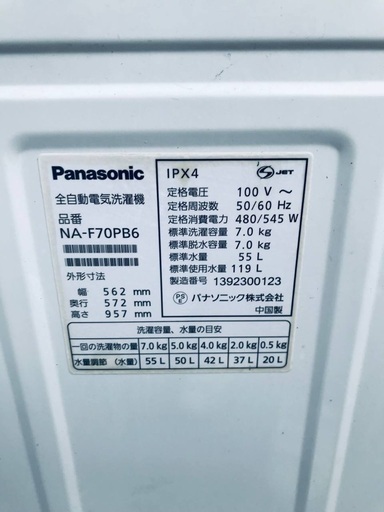 Panasonic
全自動電気洗濯機
品番
NA-F70PB6
外形寸法
幅 562 mm
奥行 572 mm
高さ 957 mm
IPX4
S JET
定格電圧 100 V ～
定格周波数 50/60 Hz
定格消費電力 480/545 W
標準洗濯容量 7.0 kg
標準脱水容量 7.0 kg
標準水量 55 L
標準使用水量 119 L
製造番号 1392300123
PS E パナソニック株式会社
中国製
洗濯容量、水量の目安
一回の洗濯物の量 7.0 kg 5.0 kg 4.0 kg 2.0 kg 0.5 kg
水量調節（水量） 55 L 50 L 42 L 37 L 20 L